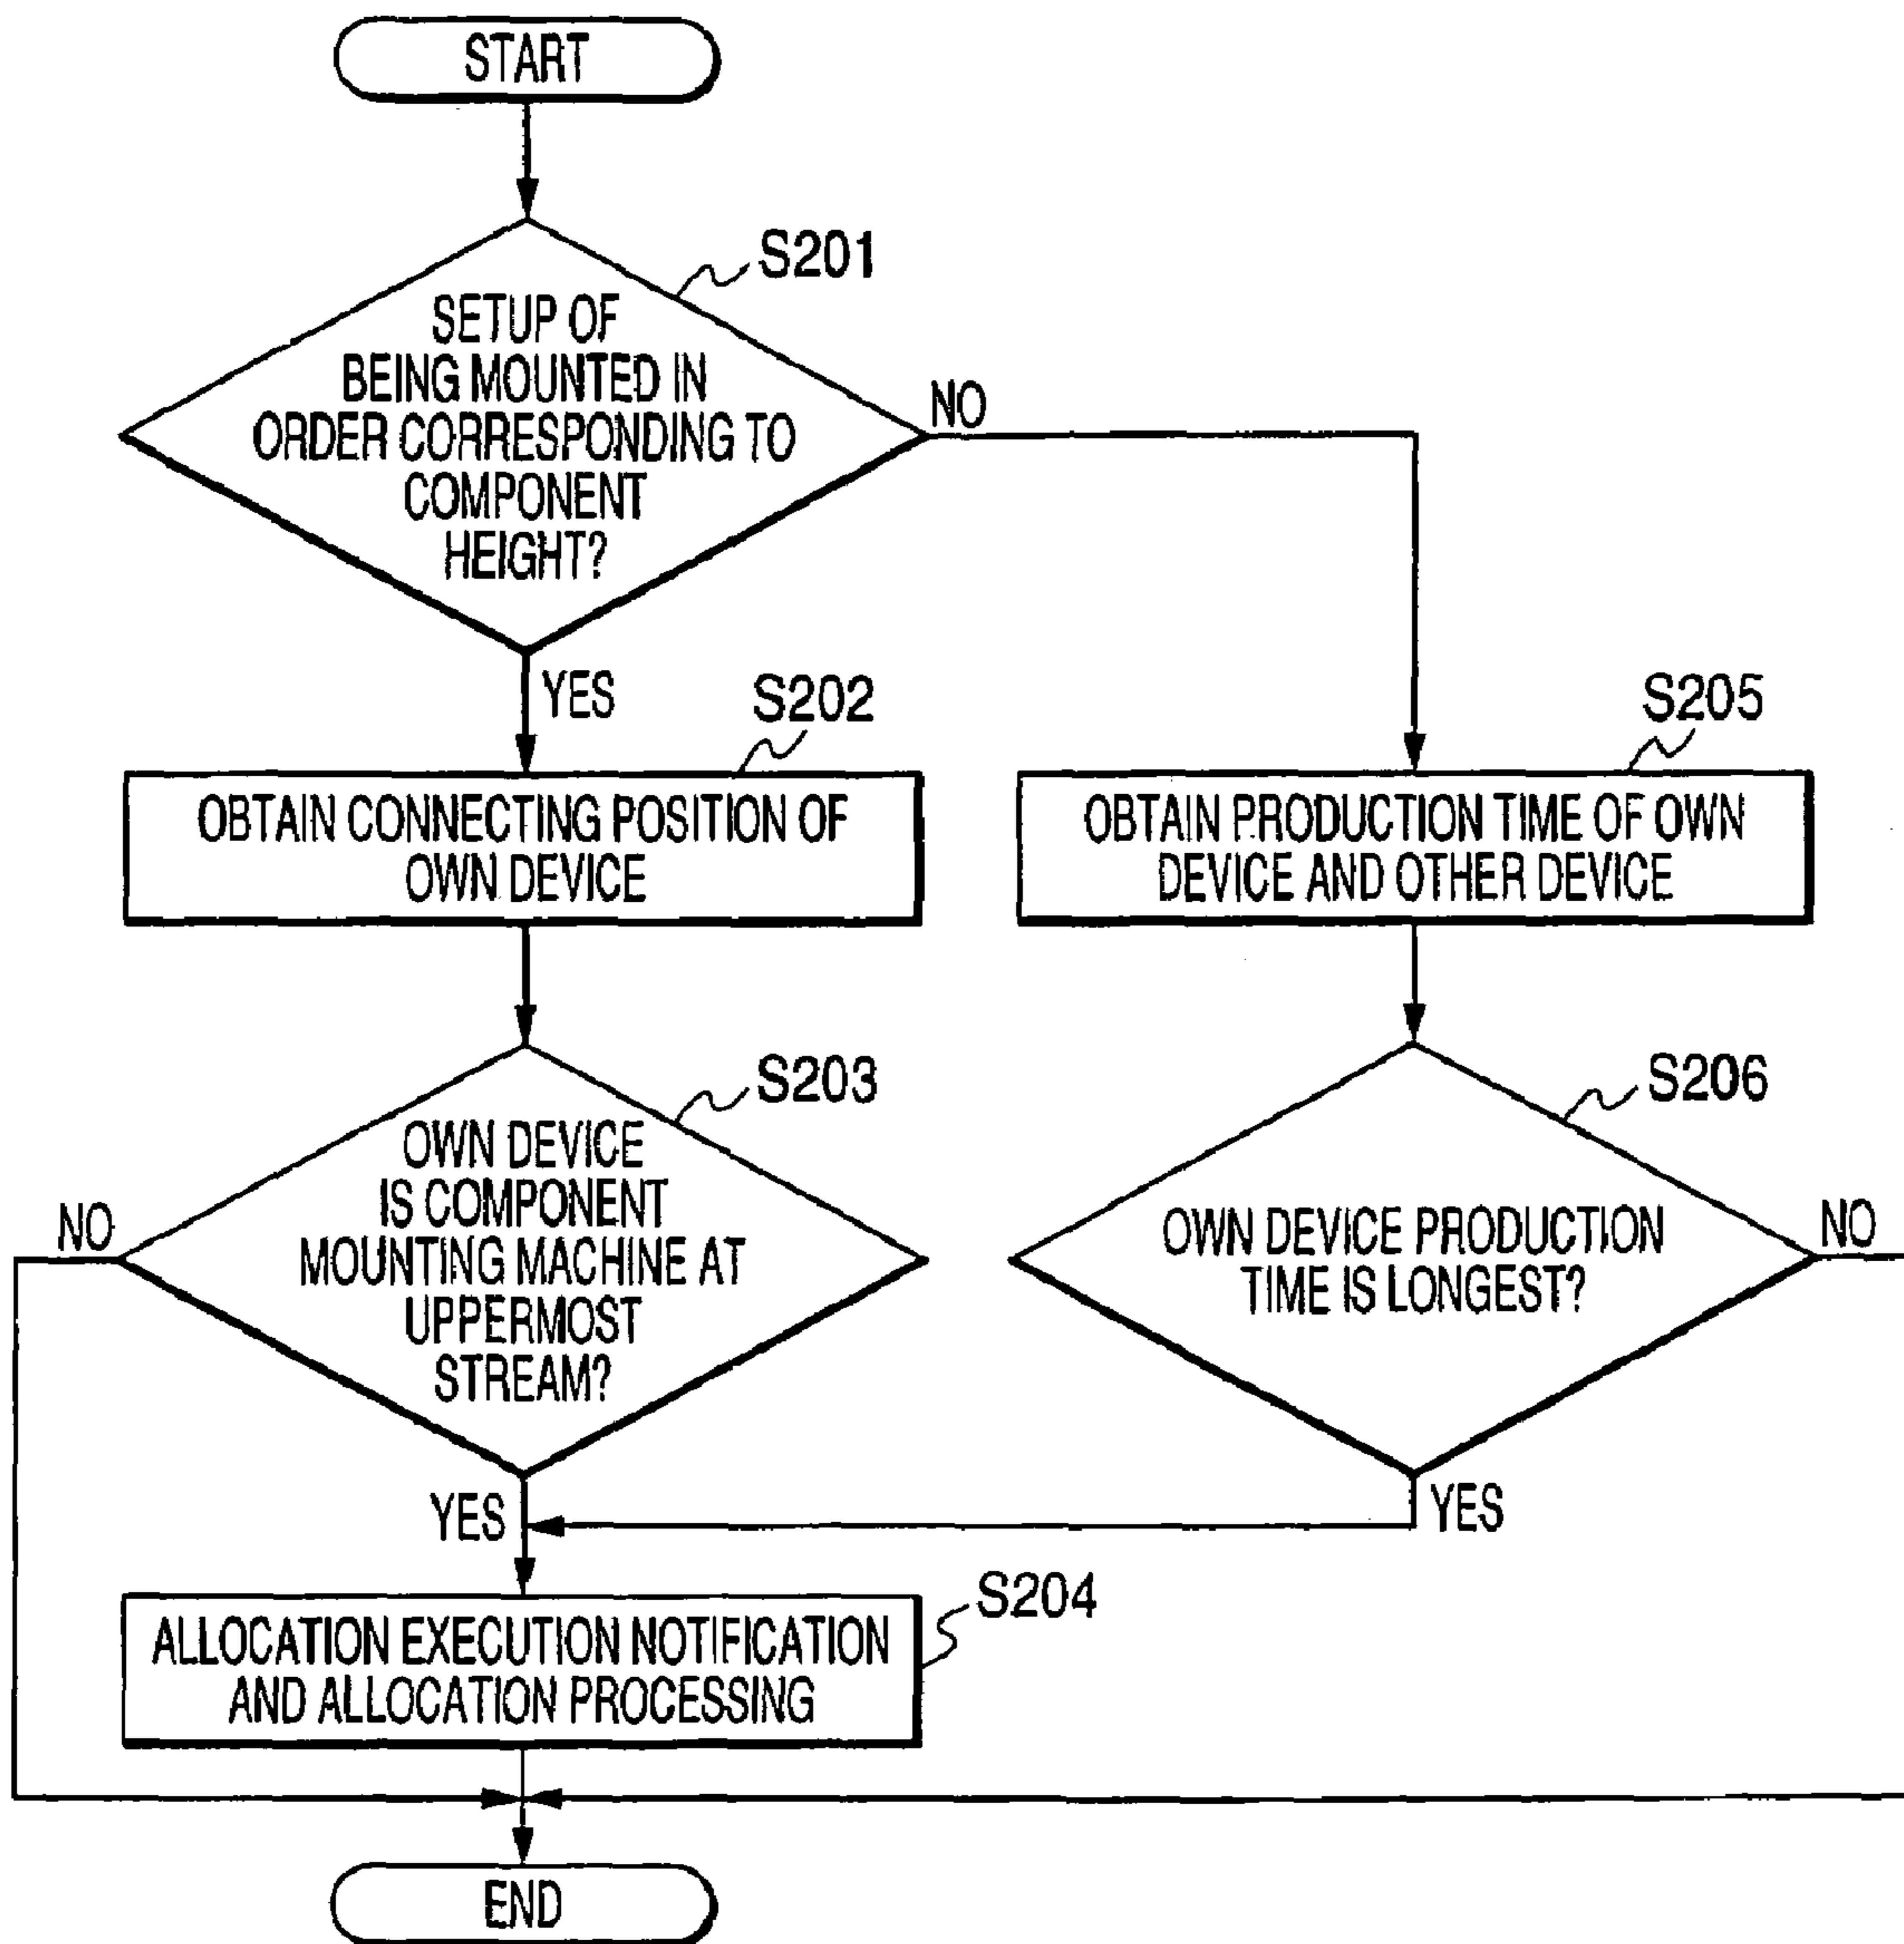 START
S201
SETUP OF
BEING MOUNTED IN
ORDER CORRESPONDING TO
COMPONENT
HEIGHT?
NO
YES
S202
OBTAIN CONNECTING POSITION OF
OWN DEVICE
S205
OBTAIN PRODUCTION TIME OF OWN
DEVICE AND OTHER DEVICE
S203
OWN DEVICE
IS COMPONENT
MOUNTING MACHINE AT
UPPERMOST
STREAM?
NO
YES
S206
OWN DEVICE PRODUCTION
TIME IS LONGEST?
NO
YES
S204
ALLOCATION EXECUTION NOTIFICATION
AND ALLOCATION PROCESSING
END